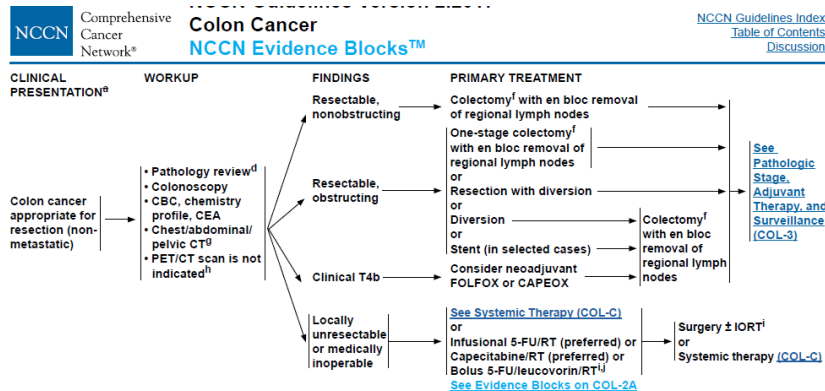 NCCN
Comprehensive
Cancer
Network®
Colon Cancer
NCCN Evidence Blocks™
NCCN Guidelines Index
Table of Contents
Discussion
CLINICAL
PRESENTATIONᵃ
WORKUP
FINDINGS
PRIMARY TREATMENT
Colon cancer
appropriate for
resection (non-
metastatic)
• Pathology reviewᵈ
• Colonoscopy
• CBC, chemistry
profile, CEA
• Chest/abdominal/
pelvic CTᵍ
• PET/CT scan is not
indicatedʰ
Resectable,
nonobstructing
Colectomyᶠ with en bloc removal
of regional lymph nodes
Resectable,
obstructing
One-stage colectomyᶠ
with en bloc removal of
regional lymph nodes
or
Resection with diversion
or
Diversion
or
Stent (in selected cases)
Colectomyᶠ
with en bloc
removal of
regional lymph
nodes
Clinical T4b
Consider neoadjuvant
FOLFOX or CAPEOX
Locally
unresectable
or medically
inoperable
See Systemic Therapy (COL-C)
or
Infusional 5-FU/RT (preferred) or
Capecitabine/RT (preferred) or
Bolus 5-FU/leucovorin/RTⁱ,ʲ
See Evidence Blocks on COL-2A
Surgery ± IORTⁱ
or
Systemic therapy (COL-C)
See
Pathologic
Stage,
Adjuvant
Therapy, and
Surveillance
(COL-3)